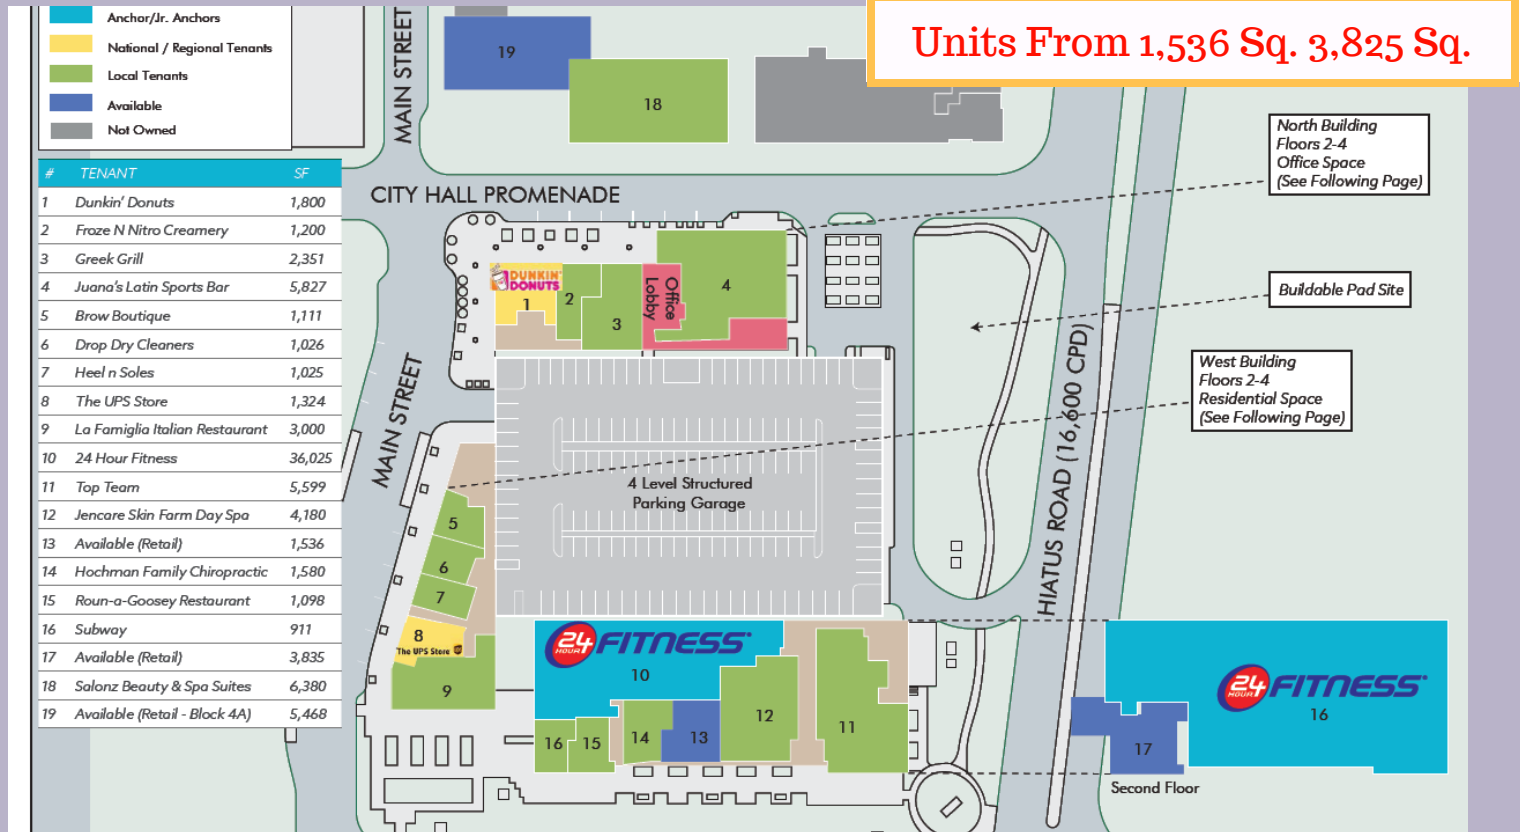 Units From 1,536 Sq. 3,825 Sq.
Anchor/Jr. Anchors
National / Regional Tenants
Local Tenants
Available
Not Owned
# TENANT SF
1 Dunkin' Donuts 1,800
2 Froze N Nitro Creamery 1,200
3 Greek Grill 2,351
4 Juana's Latin Sports Bar 5,827
5 Brow Boutique 1,111
6 Drop Dry Cleaners 1,026
7 Heel n Soles 1,025
8 The UPS Store 1,324
9 La Famiglia Italian Restaurant 3,000
10 24 Hour Fitness 36,025
11 Top Team 5,599
12 Jencare Skin Farm Day Spa 4,180
13 Available (Retail) 1,536
14 Hochman Family Chiropractic 1,580
15 Roun-a-Goosey Restaurant 1,098
16 Subway 911
17 Available (Retail) 3,835
18 Salonz Beauty & Spa Suites 6,380
19 Available (Retail - Block 4A) 5,468
MAIN STREET
19
18
CITY HALL PROMENADE
North Building
Floors 2-4
Office Space
(See Following Page)
DUNKIN'
DONUTS
1
2
3
Office
Lobby
4
Buildable Pad Site
MAIN STREET
HIATUS ROAD (16,600 CPD)
West Building
Floors 2-4
Residential Space
(See Following Page)
4 Level Structured
Parking Garage
5
6
7
8
The UPS Store
9
24 HOUR FITNESS
10
16
15
14
13
12
11
24 HOUR FITNESS
16
17
Second Floor